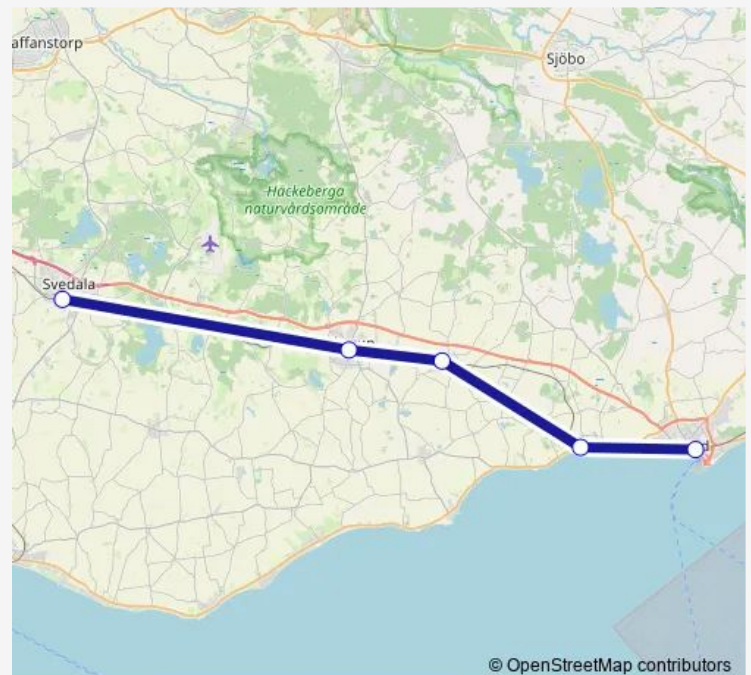 affanstorp
Sjöbo
Häckeberga
naturvårdsområde
Svedala
© OpenStreetMap contributors